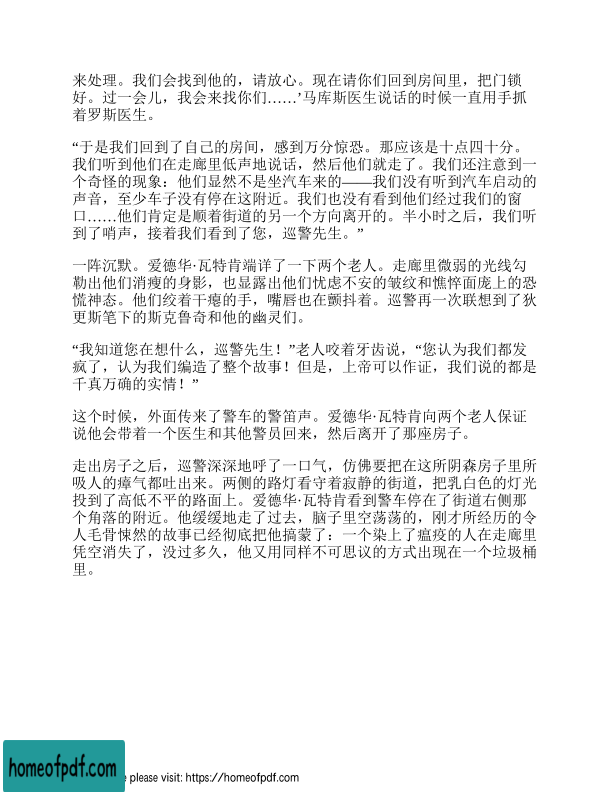 来处理。我们会找到他的，请放心。现在请你们回到房间里，把门锁
好。过一会儿，我会来找你们……’马库斯医生说话的时候一直用手抓
着罗斯医生。
“于是我们回到了自己的房间，感到万分惊恐。那应该是十点四十分。
我们听到他们在走廊里低声地说话，然后他们就走了。我们还注意到一
个奇怪的现象：他们显然不是坐汽车来的——我们没有听到汽车启动的
声音，至少车子没有停在这附近。我们也没有看到他们经过我们的窗
口……他们肯定是顺着街道的另一个方向离开的。半小时之后，我们听
到了哨声，接着我们看到了您，巡警先生。”
一阵沉默。爱德华·瓦特肯端详了一下两个老人。走廊里微弱的光线勾
勒出他们消瘦的身影，也显露出他们忧虑不安的皱纹和憔悴面庞上的恐
慌神态。他们绞着干瘪的手，嘴唇也在颤抖着。巡警再一次联想到了狄
更斯笔下的斯克鲁奇和他的幽灵们。
“我知道您在想什么，巡警先生！”老人咬着牙齿说，“您认为我们都发
疯了，认为我们编造了整个故事！但是，上帝可以作证，我们说的都是
千真万确的实情！”
这个时候，外面传来了警车的警笛声。爱德华·瓦特肯向两个老人保证
说他会带着一个医生和其他警员回来，然后离开了那座房子。
走出房子之后，巡警深深地呼了一口气，仿佛要把在这所阴森房子里所
吸人的瘴气都吐出来。两侧的路灯看守着寂静的街道，把乳白色的灯光
投到了高低不平的路面上。爱德华·瓦特肯看到警车停在了街道右侧那
个角落的附近。他缓缓地走了过去，脑子里空荡荡的，刚才所经历的令
人毛骨悚然的故事已经彻底把他搞蒙了：一个染上了瘟疫的人在走廊里
凭空消失了，没过多久，他又用同样不可思议的方式出现在一个垃圾桶
里。
homeofpdf.com
please visit: https://homeofpdf.com